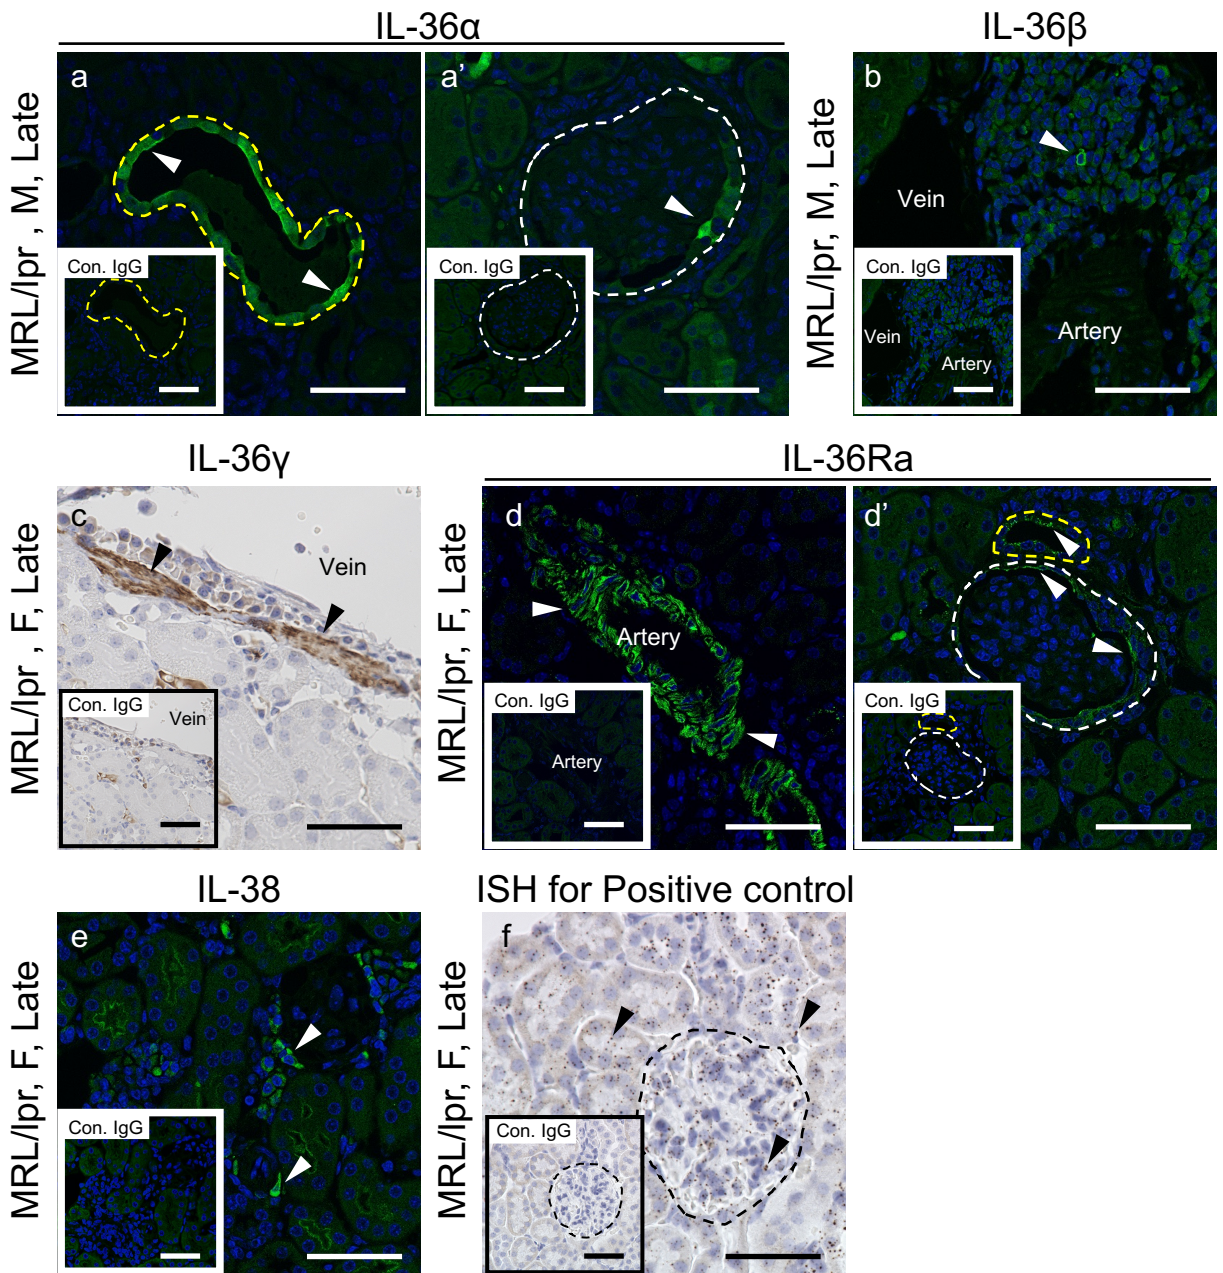 IL-36α
IL-36β
MRL/lpr , M, Late
a
Con. IgG
a’
Con. IgG
MRL/lpr, M, Late
b
Vein
Artery
Con. IgG
Vein
Artery
IL-36γ
IL-36Ra
MRL/lpr, F, Late
c
Vein
Con. IgG
Vein
MRL/lpr, F, Late
d
Artery
Con. IgG
Artery
d’
Con. IgG
IL-38
ISH for Positive control
MRL/lpr, F, Late
e
Con. IgG
MRL/lpr, F, Late
f
Con. IgG